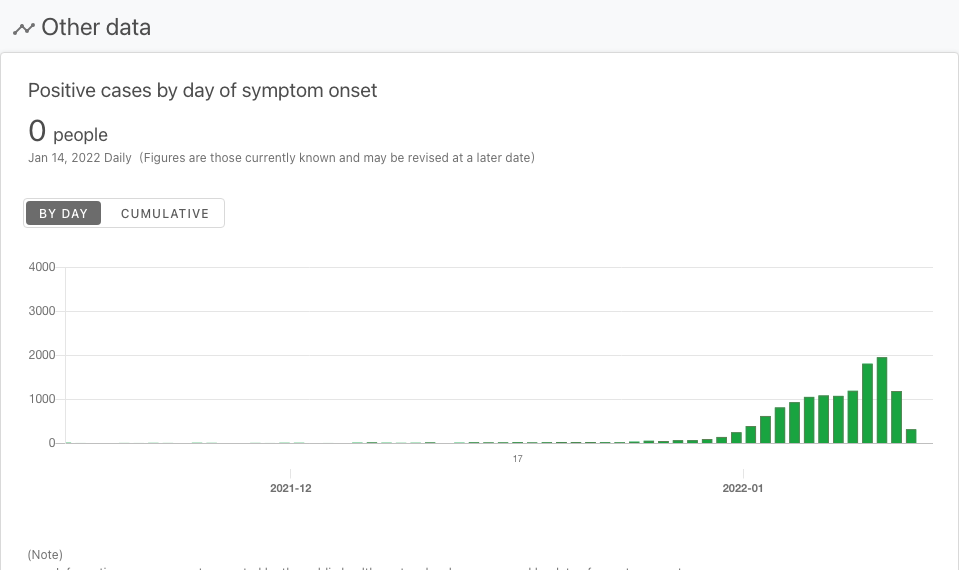 Other data
Positive cases by day of symptom onset
0 people
Jan 14, 2022 Daily (Figures are those currently known and may be revised at a later date)
BY DAY CUMULATIVE
4000
3000
2000
1000
0
17
2021-12 2022-01
(Note)